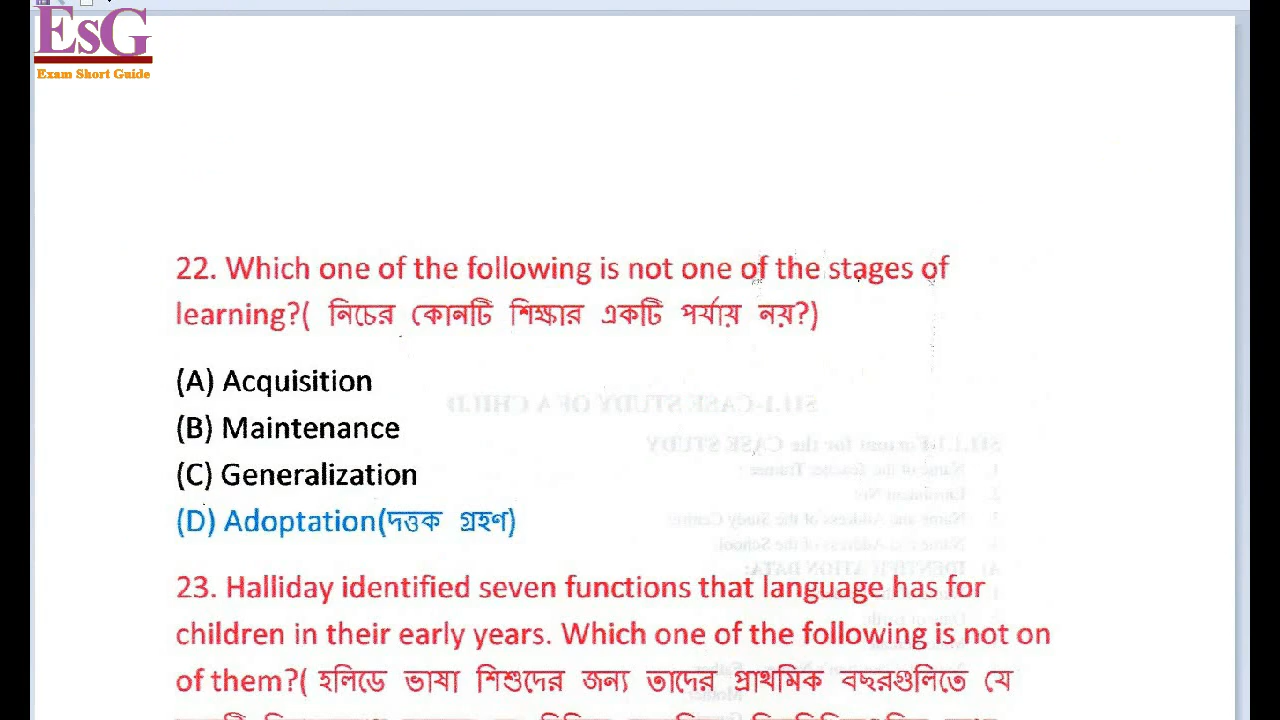 EsG
Exam Short Guide
22. Which one of the following is not one of the stages of
learning?( নিচের কোনটি শিক্ষার একটি পর্যায় নয়?)
(A) Acquisition
(B) Maintenance
(C) Generalization
(D) Adoptation(দত্তক গ্রহণ)
23. Halliday identified seven functions that language has for
children in their early years. Which one of the following is not on
of them?( হলিডে ভাষা শিশুদের জন্য তাদের প্রাথমিক বছরগুলিতে যে